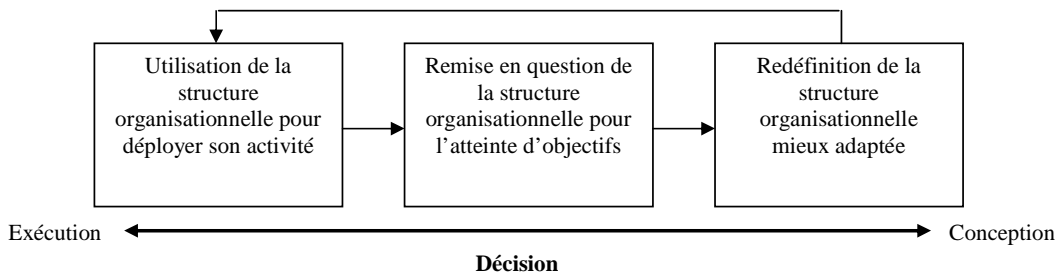 Utilisation de la
structure
organisationnelle pour
déployer son activité
Remise en question de
la structure
organisationnelle pour
l’atteinte d’objectifs
Redéfinition de la
structure
organisationnelle
mieux adaptée
Exécution
Conception
Décision